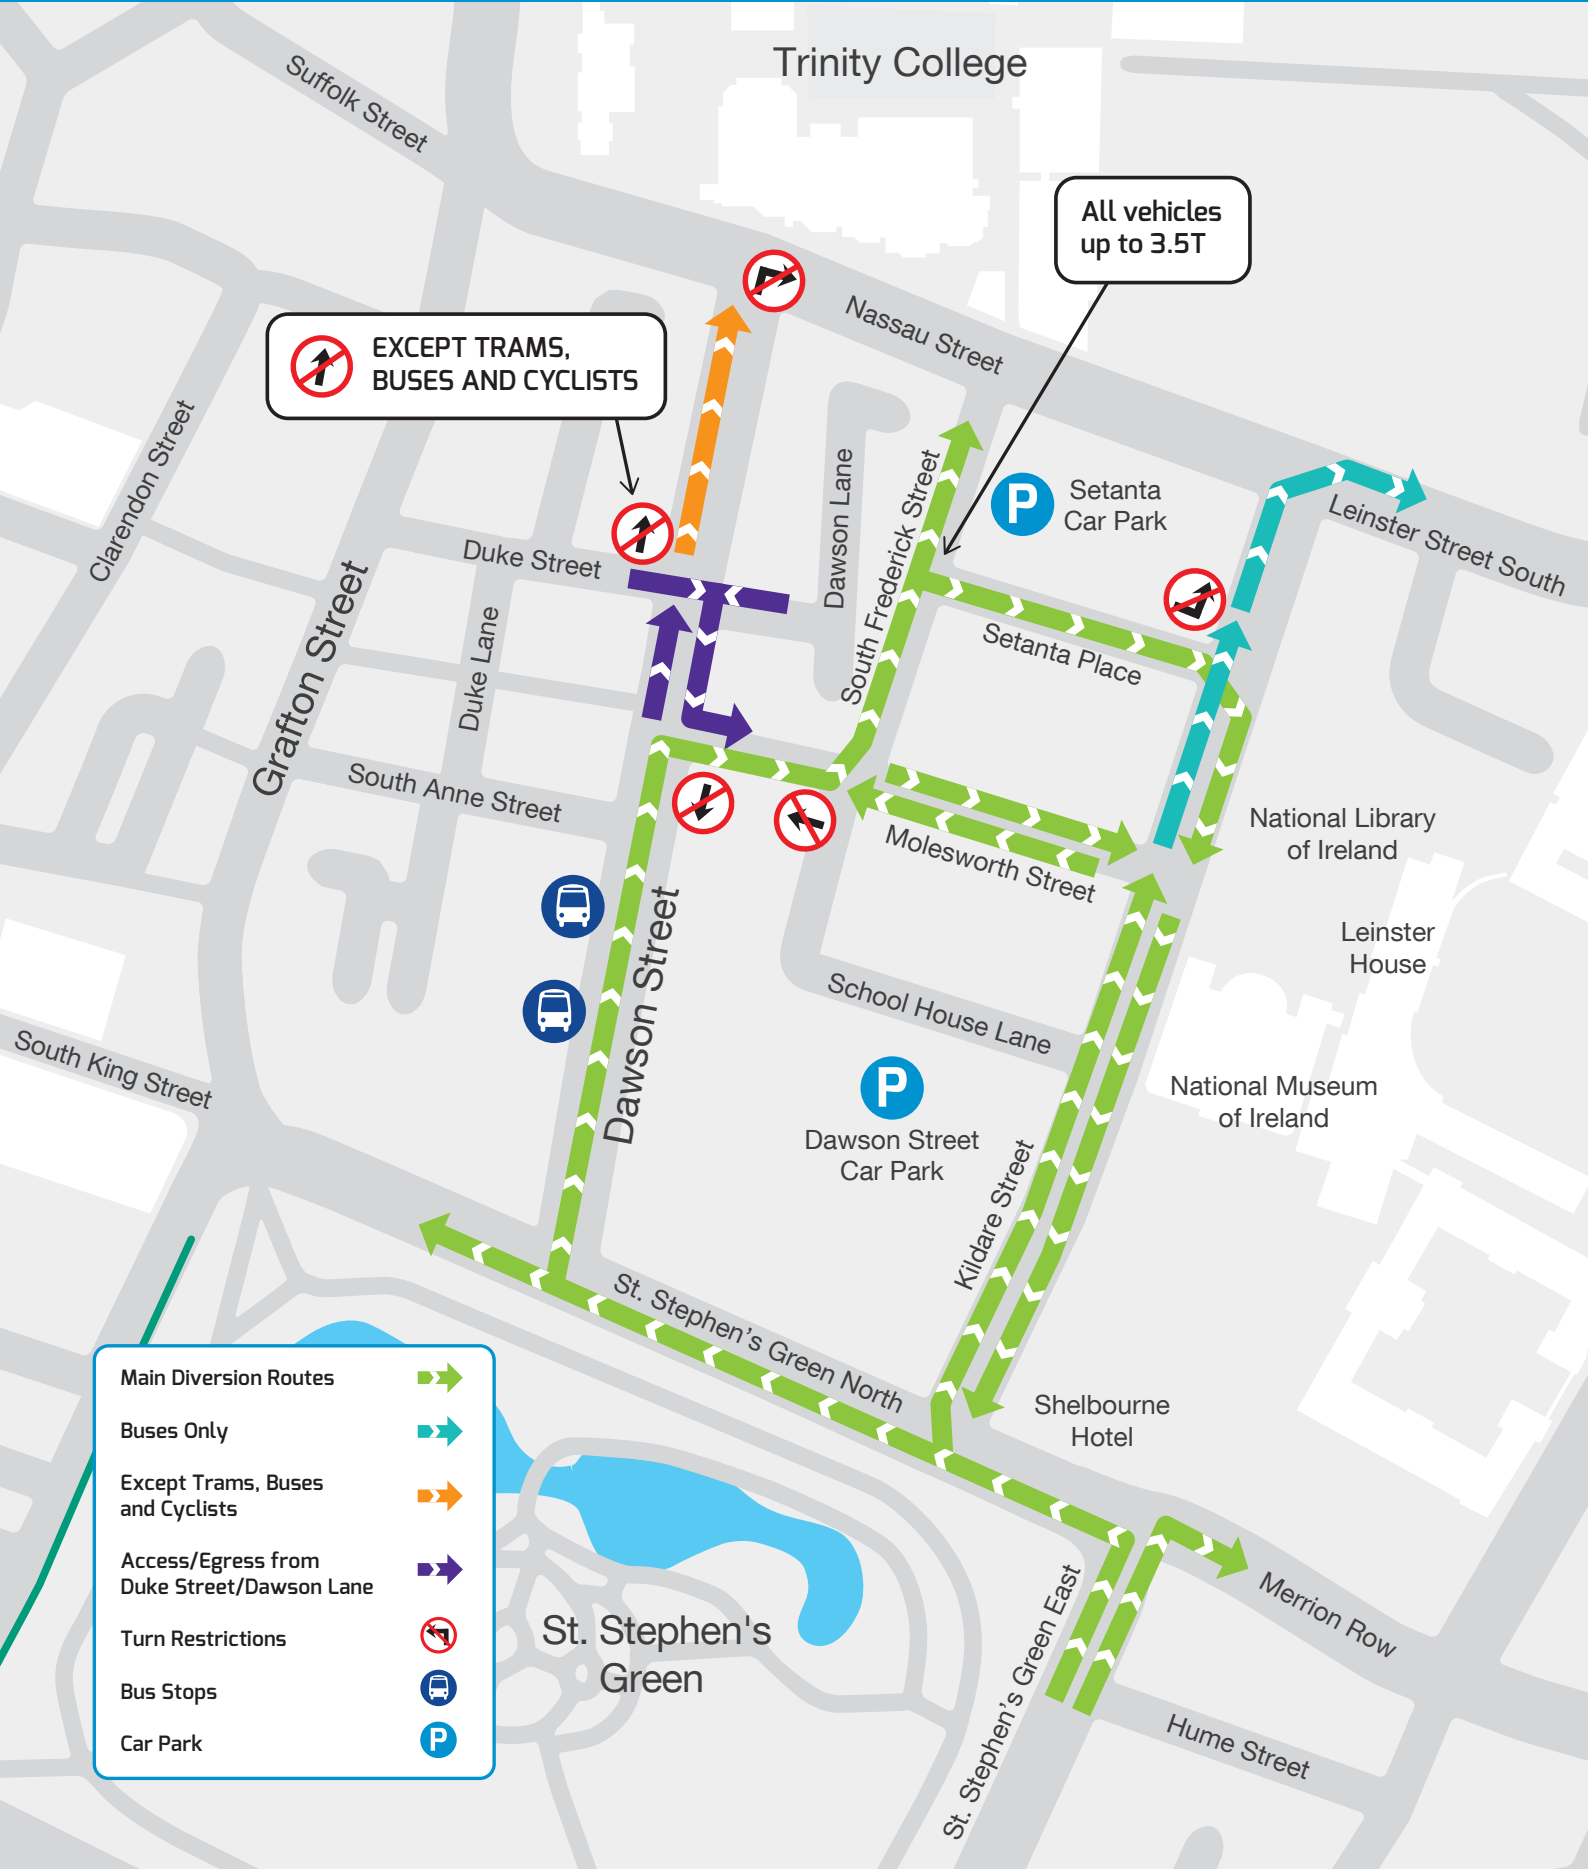 Trinity College
Suffolk Street
All vehicles
up to 3.5T
Nassau Street
EXCEPT TRAMS,
BUSES AND CYCLISTS
Clarendon Street
Dawson Lane
South Frederick Street
P
Setanta
Car Park
Leinster Street South
Duke Street
Grafton Street
Duke Lane
Setanta Place
South Anne Street
Molesworth Street
National Library
of Ireland
Dawson Street
Leinster
House
School House Lane
South King Street
P
Dawson Street
Car Park
National Museum
of Ireland
Kildare Street
St. Stephen's Green North
Shelbourne
Hotel
Main Diversion Routes
Buses Only
Except Trams, Buses
and Cyclists
Access/Egress from
Duke Street/Dawson Lane
Turn Restrictions
Bus Stops
Car Park
P
St. Stephen's
Green
St. Stephen's Green East
Merrion Row
Hume Street